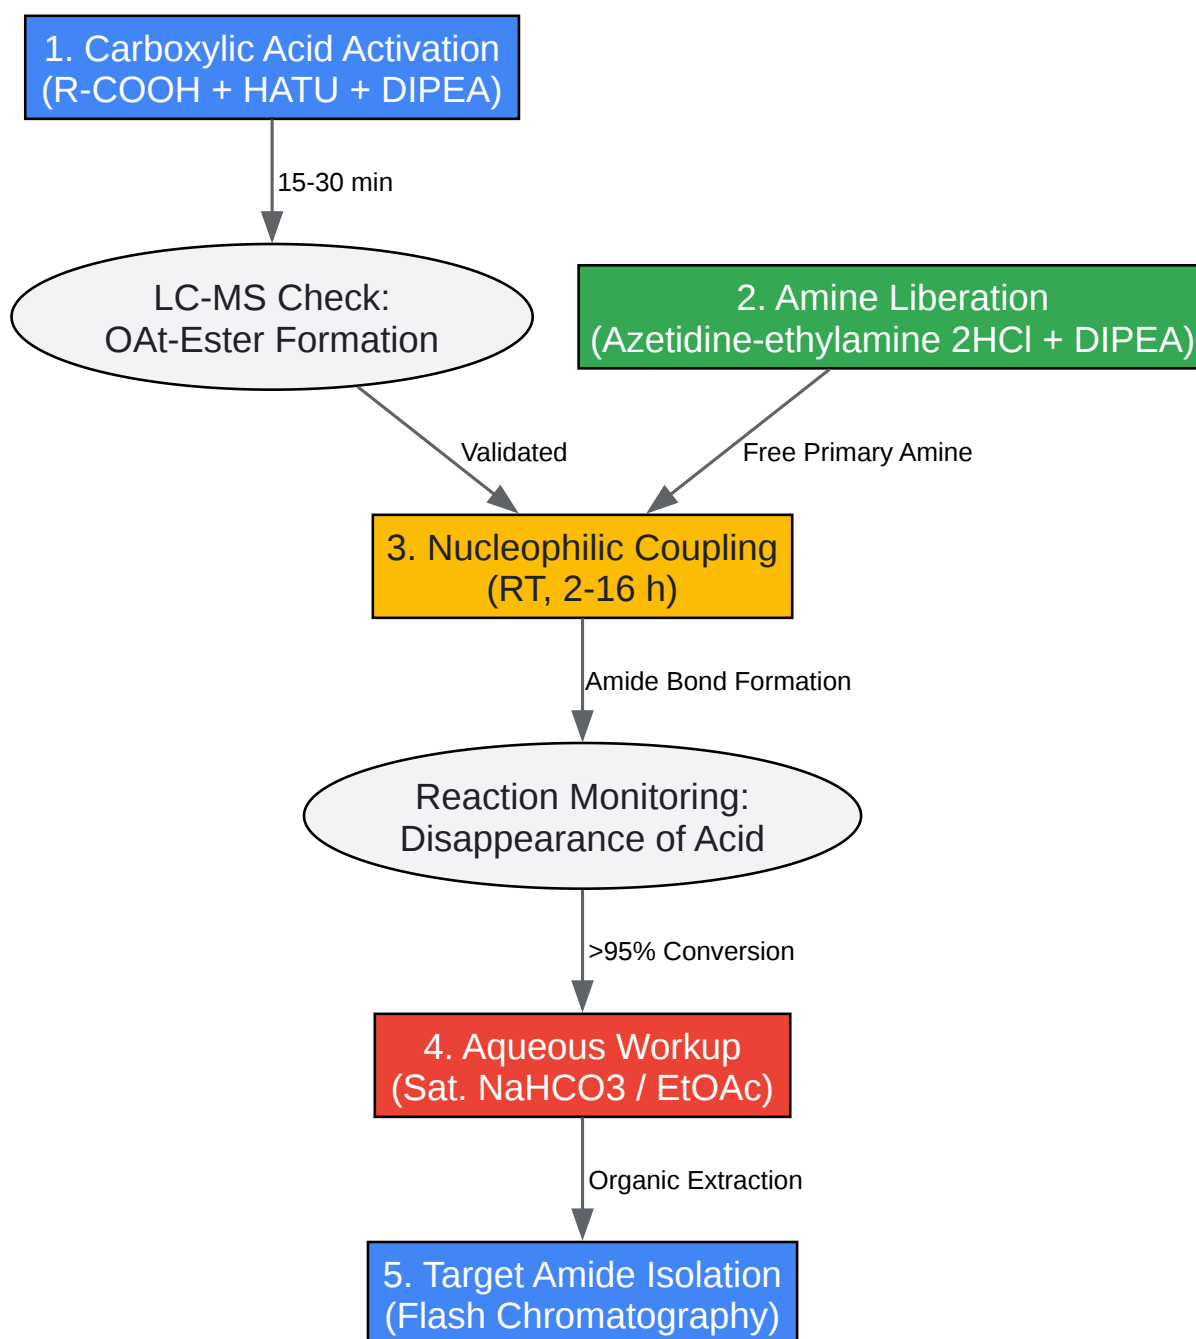 1. Carboxylic Acid Activation
(R-COOH + HATU + DIPEA)
15-30 min
LC-MS Check:
OAt-Ester Formation
2. Amine Liberation
(Azetidine-ethylamine 2HCl + DIPEA)
Validated
Free Primary Amine
3. Nucleophilic Coupling
(RT, 2-16 h)
Amide Bond Formation
Reaction Monitoring:
Disappearance of Acid
>95% Conversion
4. Aqueous Workup
(Sat. NaHCO3 / EtOAc)
Organic Extraction
5. Target Amide Isolation
(Flash Chromatography)